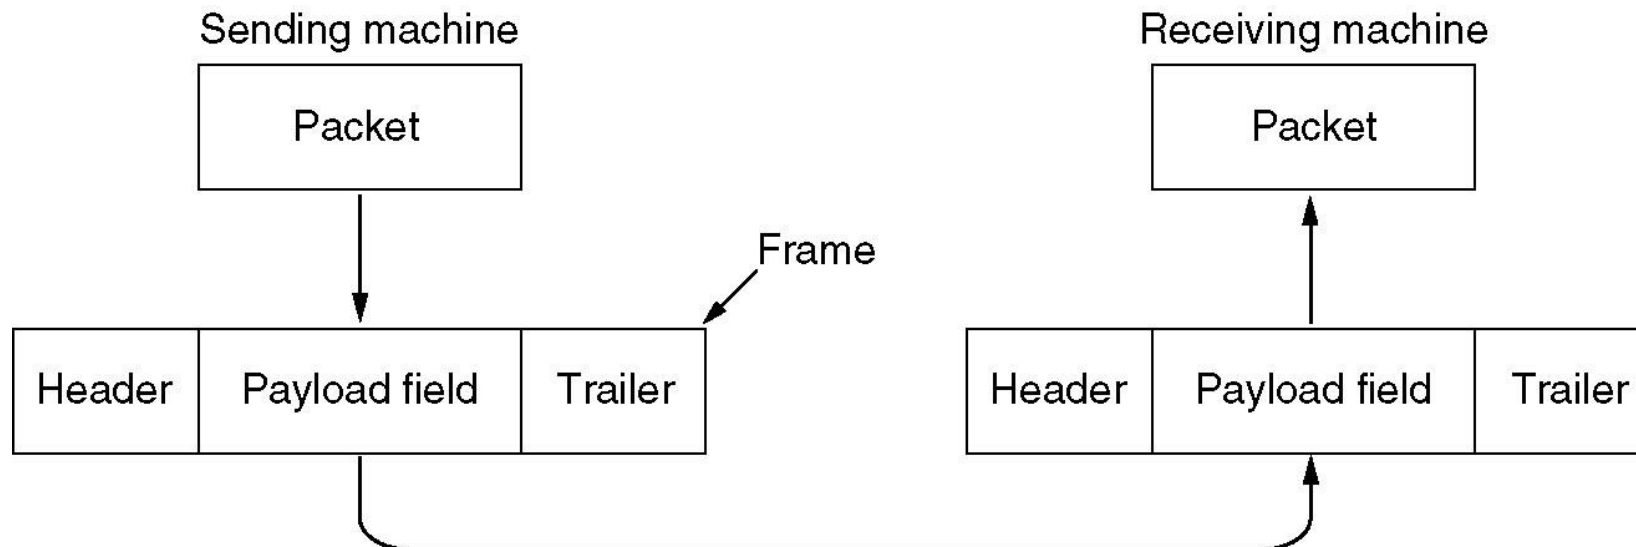 Sending machine
Receiving machine
Packet
Packet
Frame
Header
Payload field
Trailer
Header
Payload field
Trailer